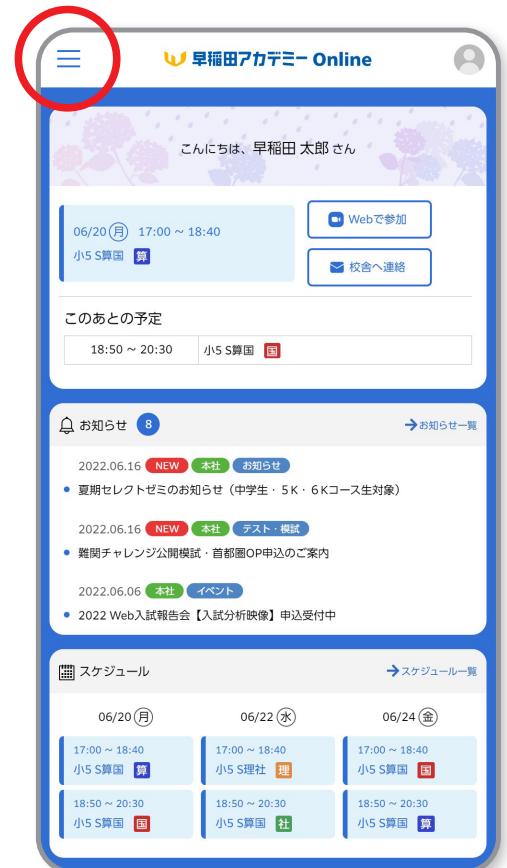 早稲田アカデミー Online
こんにちは、早稲田 太郎 さん
06/20 月 17:00 ~ 18:40
小5 S算国 算
Webで参加
校舎へ連絡
このあとの予定
18:50 ~ 20:30 小5 S算国 国
お知らせ 8 →お知らせ一覧
2022.06.16 NEW 本社 お知らせ
• 夏期セレクトゼミのお知らせ（中学生・5K・6Kコース生対象）
2022.06.16 NEW 本社 テスト・模試
• 難関チャレンジ公開模試・首都圏OP申込のご案内
2022.06.06 本社 イベント
• 2022 Web入試報告会【入試分析映像】申込受付中
スケジュール →スケジュール一覧
06/20 月 06/22 水 06/24 金
17:00 ~ 18:40 17:00 ~ 18:40 17:00 ~ 18:40
小5 S算国 算 小5 S理社 理 小5 S算国 国
18:50 ~ 20:30 18:50 ~ 20:30 18:50 ~ 20:30
小5 S算国 国 小5 S算国 社 小5 S算国 算